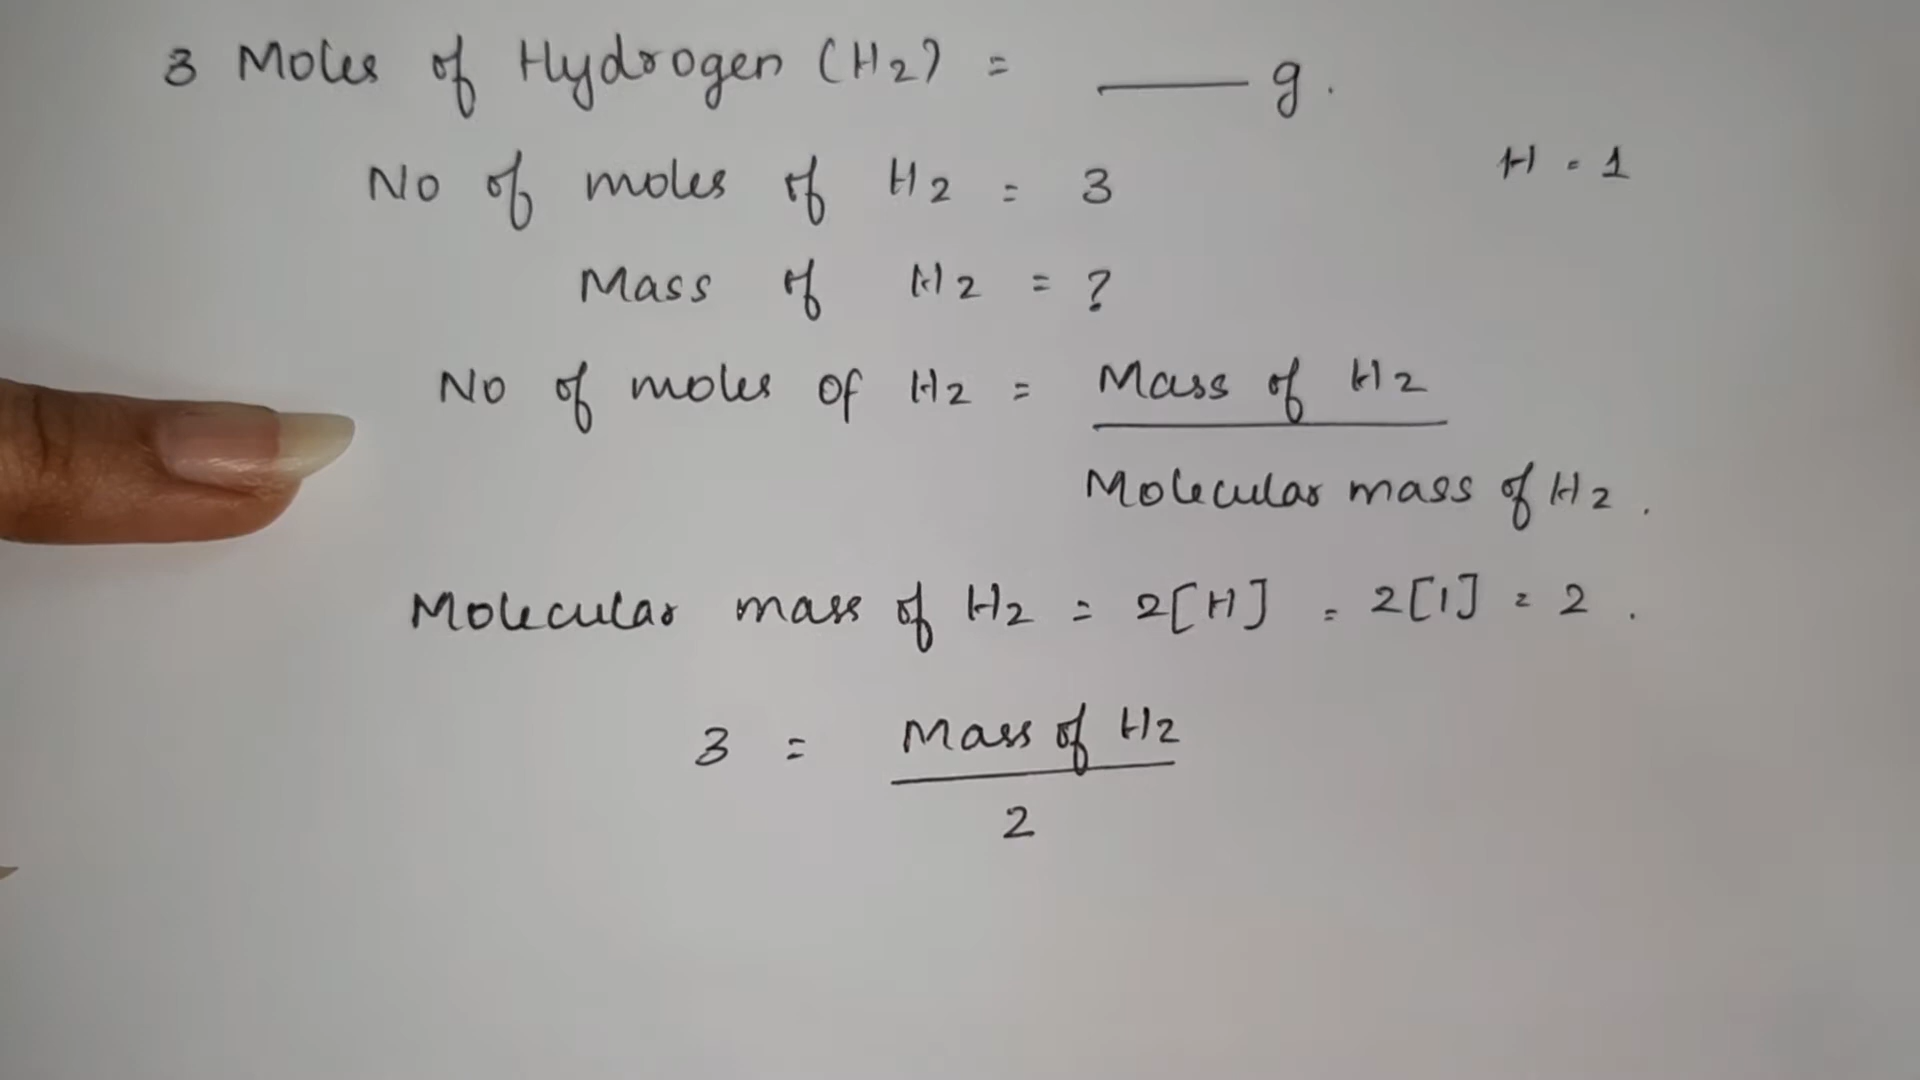 3 Moles of Hydrogen (H2) = ___ g.
H = 1
No of moles of H2 = 3
Mass of H2 = ?
No of moles of H2 = Mass of H2
Molecular mass of H2.
Molecular mass of H2 = 2[H] = 2[1] = 2.
3 = Mass of H2
2